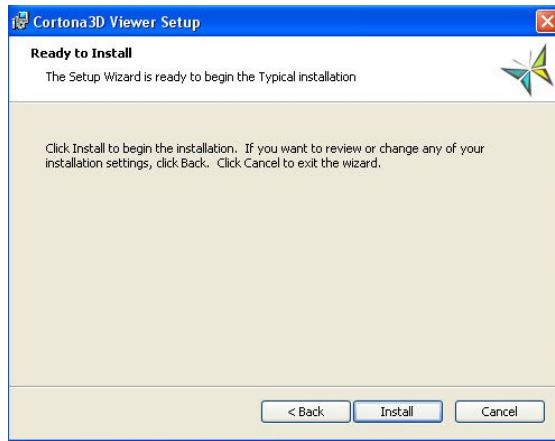 Cortona3D Viewer Setup
Ready to Install
The Setup Wizard is ready to begin the Typical installation
Click Install to begin the installation.  If you want to review or change any of your
installation settings, click Back.  Click Cancel to exit the wizard.
< Back
Install
Cancel